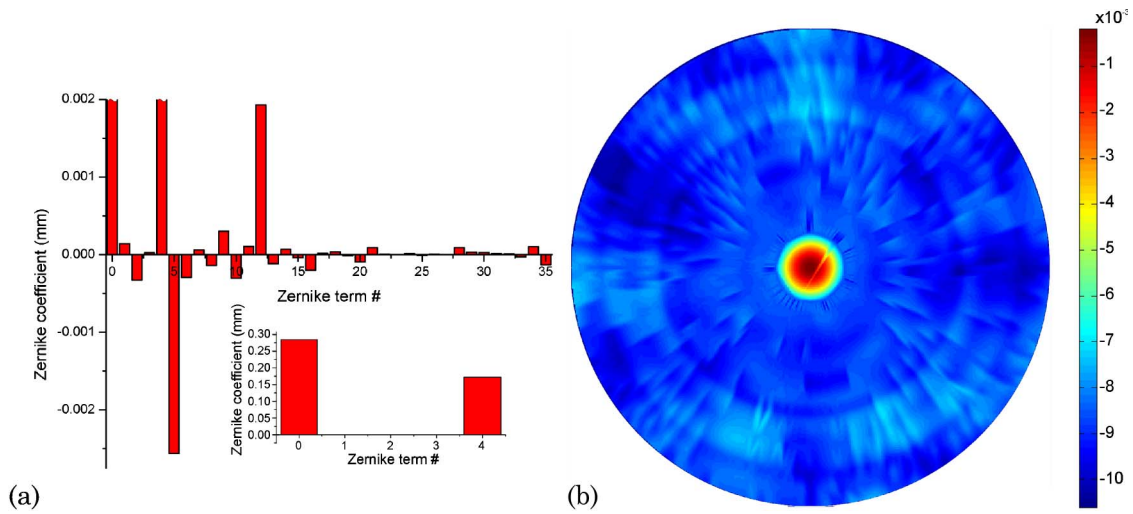 0.002
0.001
0.000
-0.001
-0.002
Zernike coefficient (mm)
0 5 10 15 20 25 30 35
Zernike term #
0.30
0.25
0.20
0.15
0.10
0.05
0.00
Zernike coefficient (mm)
0 1 2 3 4
Zernike term #
(a)
x10⁻³
-1
-2
-3
-4
-5
-6
-7
-8
-9
-10
(b)